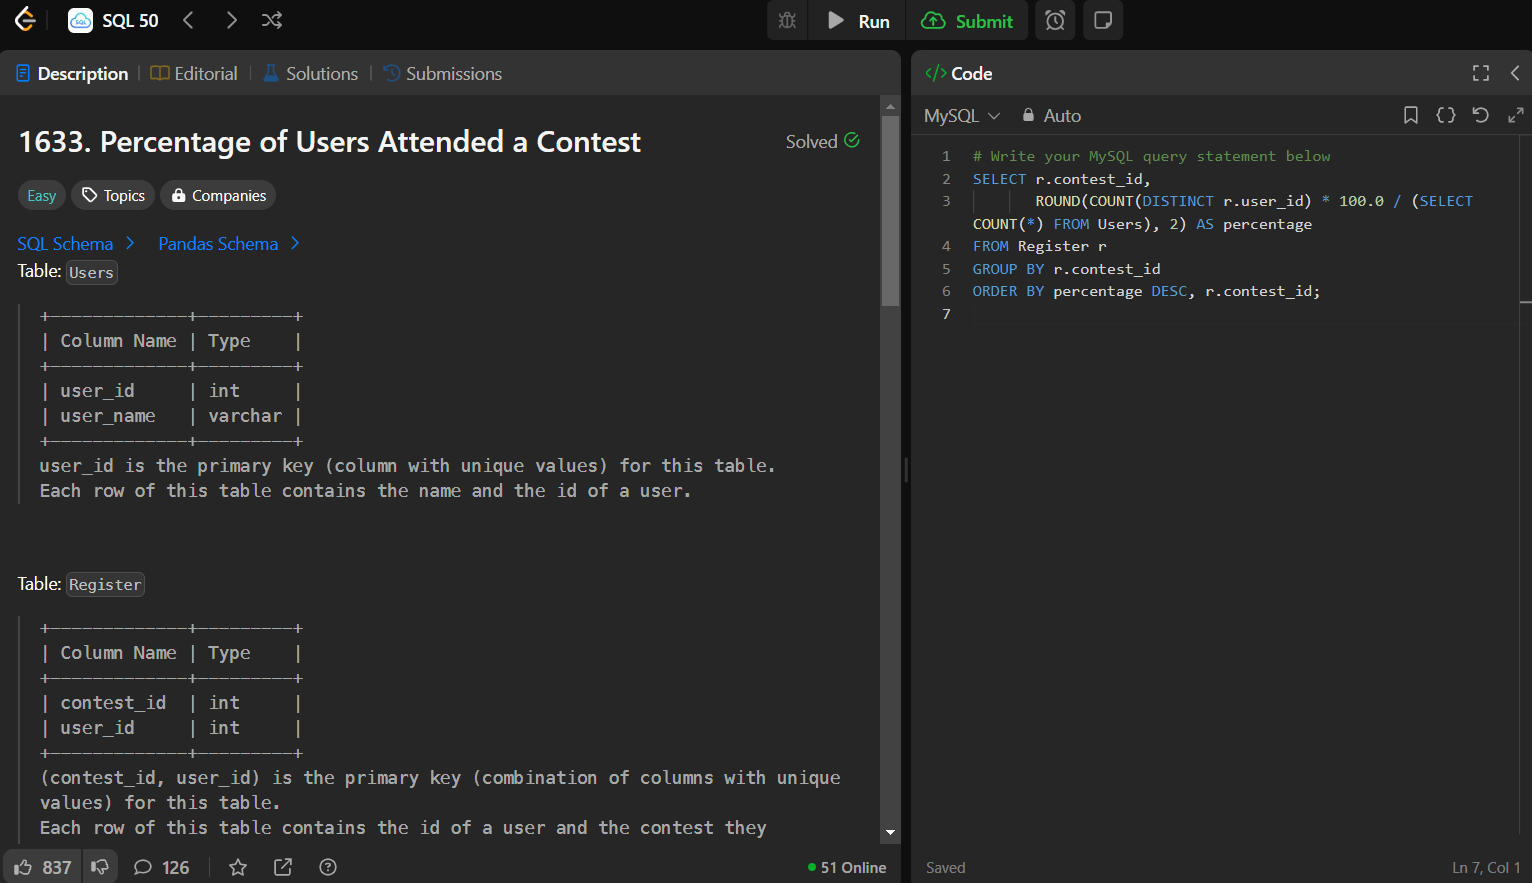 SQL 50
Run
Submit
Description
Editorial
Solutions
Submissions
1633. Percentage of Users Attended a Contest
Solved
Easy
Topics
Companies
SQL Schema
Pandas Schema
Table: Users
+-------------+---------+
| Column Name | Type    |
+-------------+---------+
| user_id     | int     |
| user_name   | varchar |
+-------------+---------+
user_id is the primary key (column with unique values) for this table.
Each row of this table contains the name and the id of a user.
Table: Register
+-------------+---------+
| Column Name | Type    |
+-------------+---------+
| contest_id  | int     |
| user_id     | int     |
+-------------+---------+
(contest_id, user_id) is the primary key (combination of columns with unique
values) for this table.
Each row of this table contains the id of a user and the contest they
837
126
51 Online
</> Code
MySQL
Auto
1 # Write your MySQL query statement below
2 SELECT r.contest_id,
3 ROUND(COUNT(DISTINCT r.user_id) * 100.0 / (SELECT
COUNT(*) FROM Users), 2) AS percentage
4 FROM Register r
5 GROUP BY r.contest_id
6 ORDER BY percentage DESC, r.contest_id;
7
Saved
Ln 7, Col 1